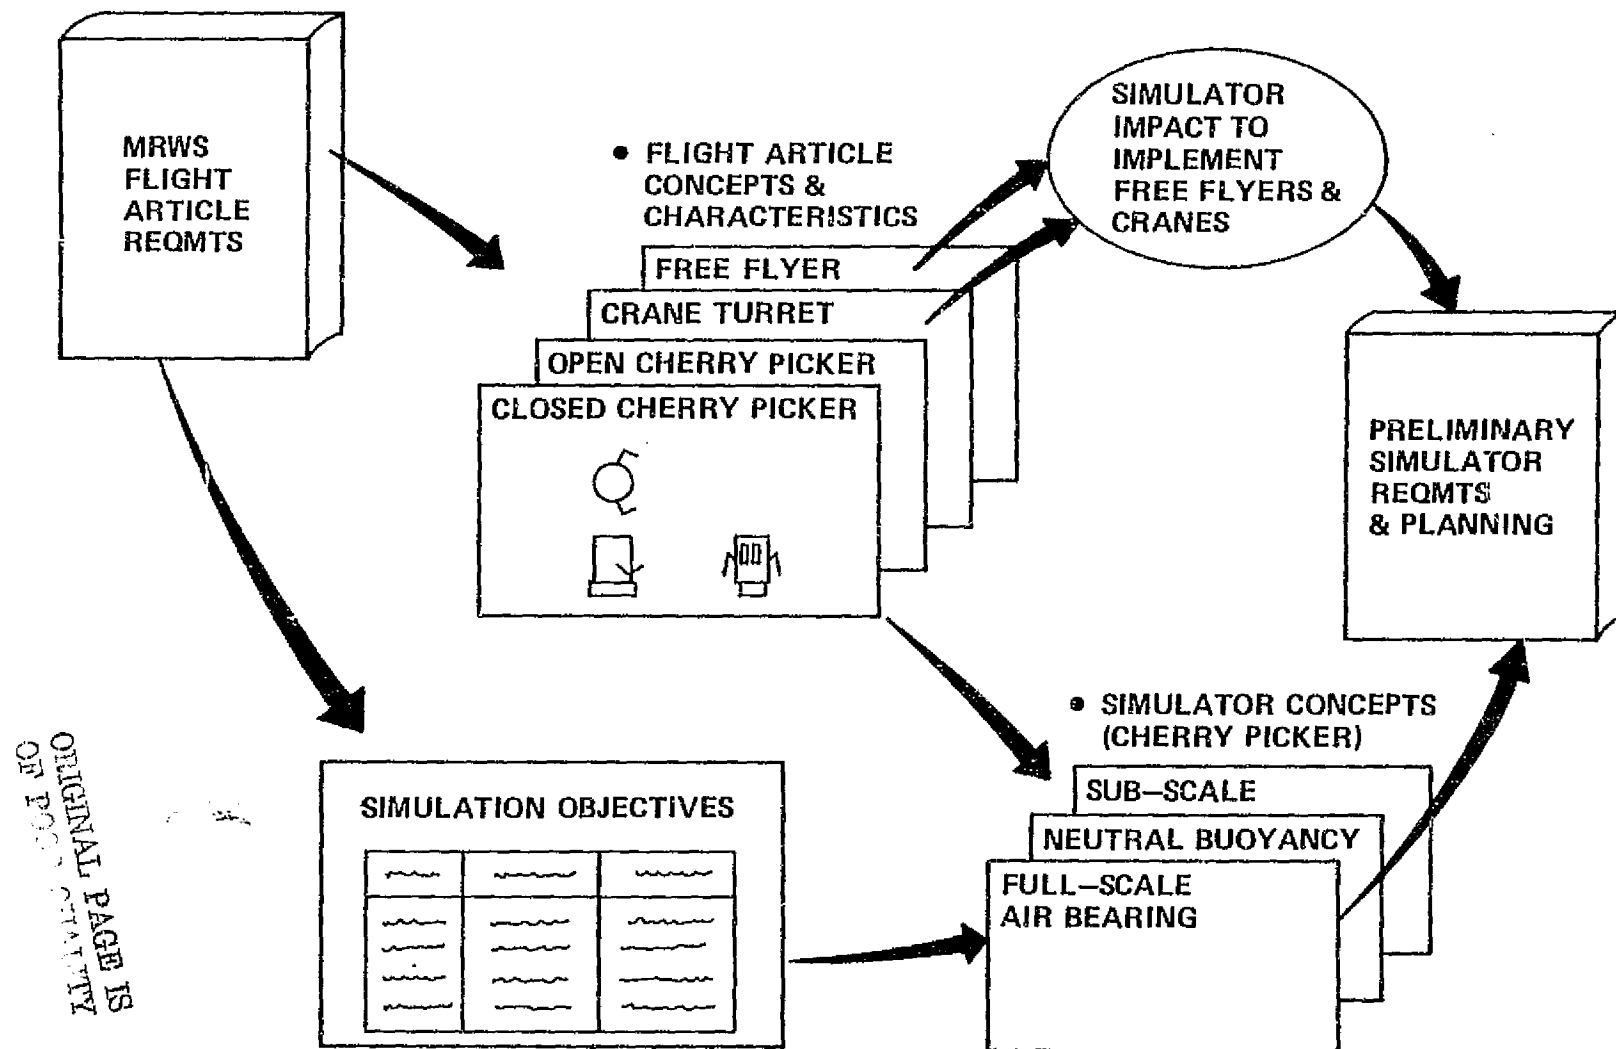 MRWS
FLIGHT
ARTICLE
REQMTS
• FLIGHT ARTICLE
CONCEPTS &
CHARACTERISTICS
FREE FLYER
CRANE TURRET
OPEN CHERRY PICKER
CLOSED CHERRY PICKER
SIMULATOR
IMPACT TO
IMPLEMENT
FREE FLYERS &
CRANES
PRELIMINARY
SIMULATOR
REQMTS
& PLANNING
SIMULATION OBJECTIVES
• SIMULATOR CONCEPTS
(CHERRY PICKER)
SUB–SCALE
NEUTRAL BUOYANCY
FULL–SCALE
AIR BEARING
ORIGINAL PAGE IS
OF